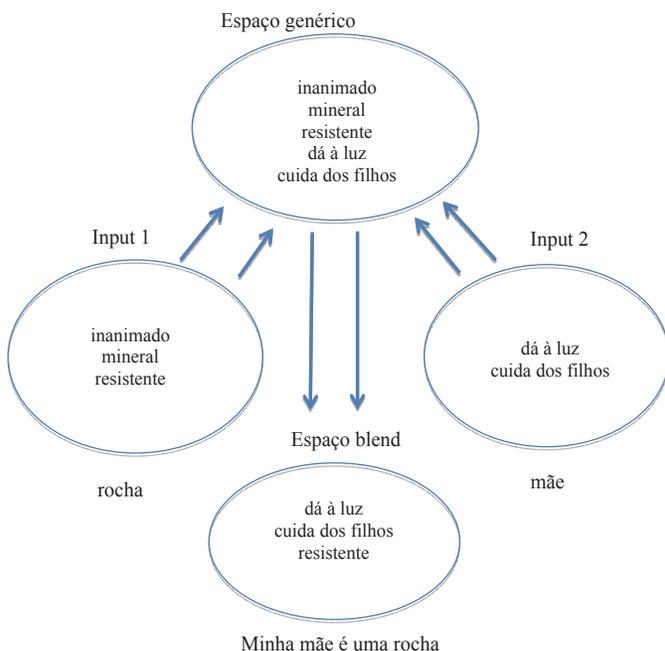 Espaço genérico
inanimado
mineral
resistente
dá à luz
cuida dos filhos
Input 1
Input 2
inanimado
mineral
resistente
dá à luz
cuida dos filhos
Espaço blend
rocha
mãe
dá à luz
cuida dos filhos
resistente
Minha mãe é uma rocha